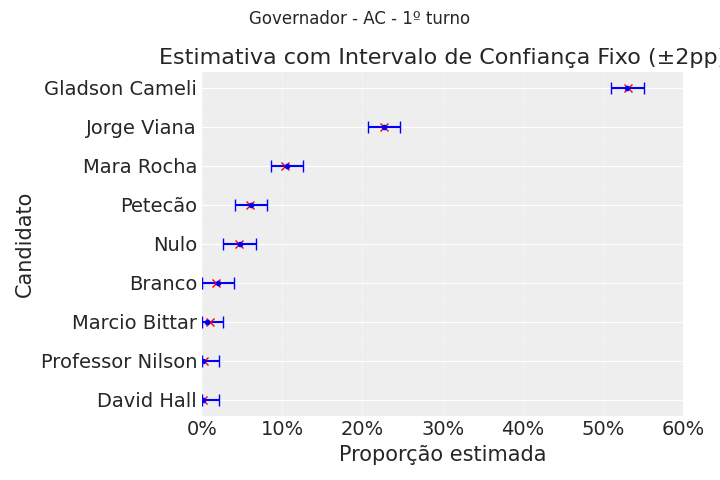 Governador - AC - 1º turno
Estimativa com Intervalo de Confiança Fixo (±2pp)
Gladson Cameli
Jorge Viana
Mara Rocha
Petecão
Nulo
Branco
Marcio Bittar
Professor Nilson
David Hall
Candidato
0% 10% 20% 30% 40% 50% 60%
Proporção estimada